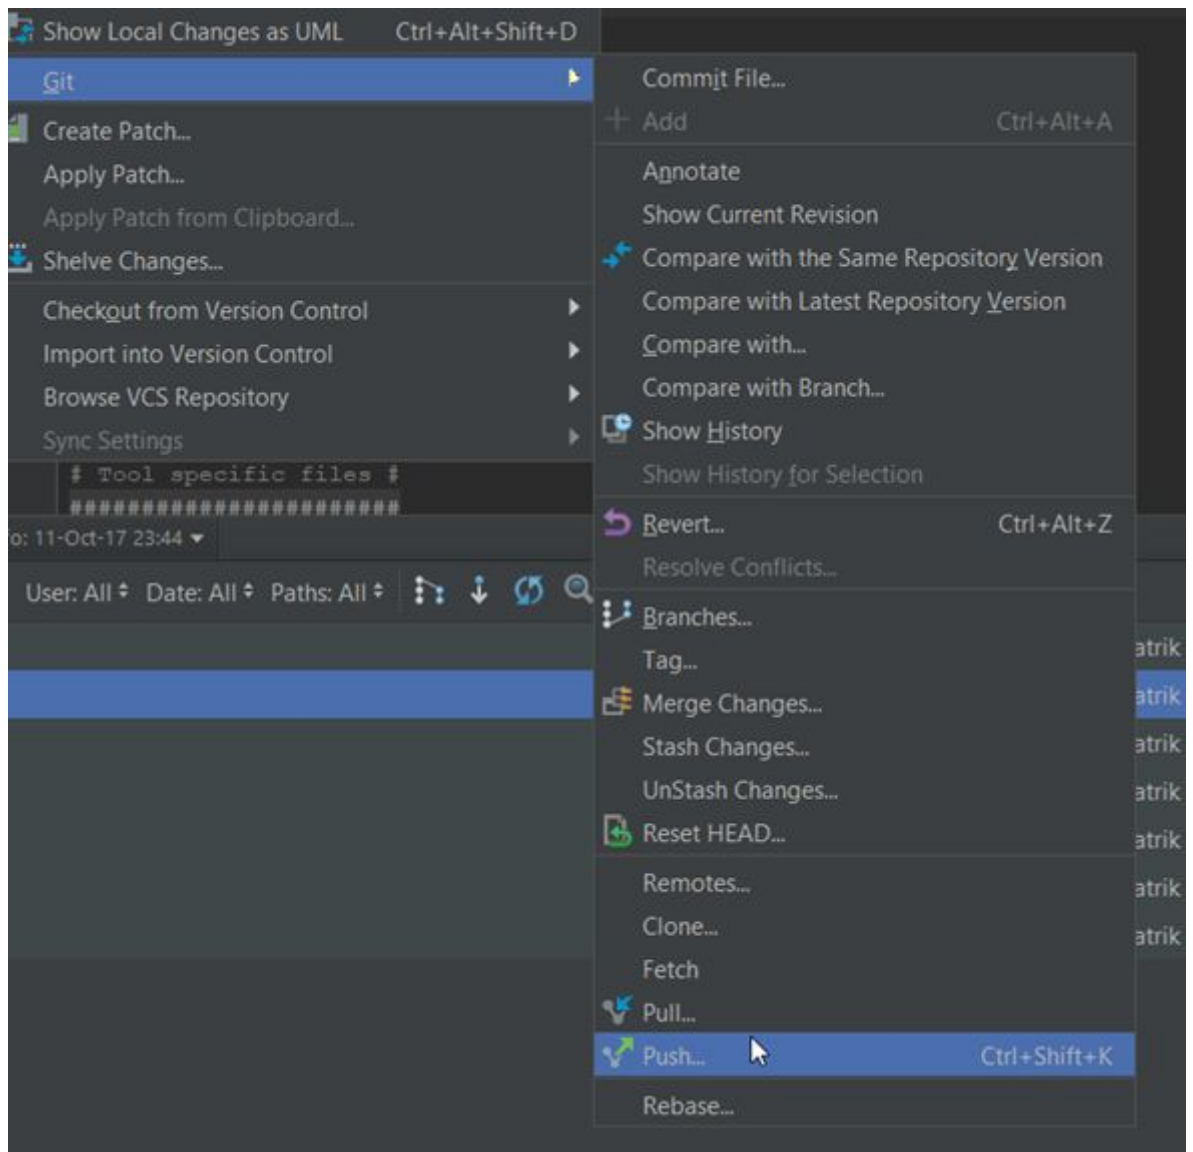 Show Local Changes as UML Ctrl+Alt+Shift+D
Git
Create Patch...
Apply Patch...
Apply Patch from Clipboard...
Shelve Changes...
Checkout from Version Control
Import into Version Control
Browse VCS Repository
Sync Settings
# Tool specific files #
#######################
o: 11-Oct-17 23:44
User: All Date: All Paths: All
Commit File...
Add Ctrl+Alt+A
Annotate
Show Current Revision
Compare with the Same Repository Version
Compare with Latest Repository Version
Compare with...
Compare with Branch...
Show History
Show History for Selection
Revert... Ctrl+Alt+Z
Resolve Conflicts...
Branches...
Tag...
Merge Changes...
Stash Changes...
UnStash Changes...
Reset HEAD...
Remotes...
Clone...
Fetch
Pull...
Push... Ctrl+Shift+K
Rebase...
atrik
atrik
atrik
atrik
atrik
atrik
atrik